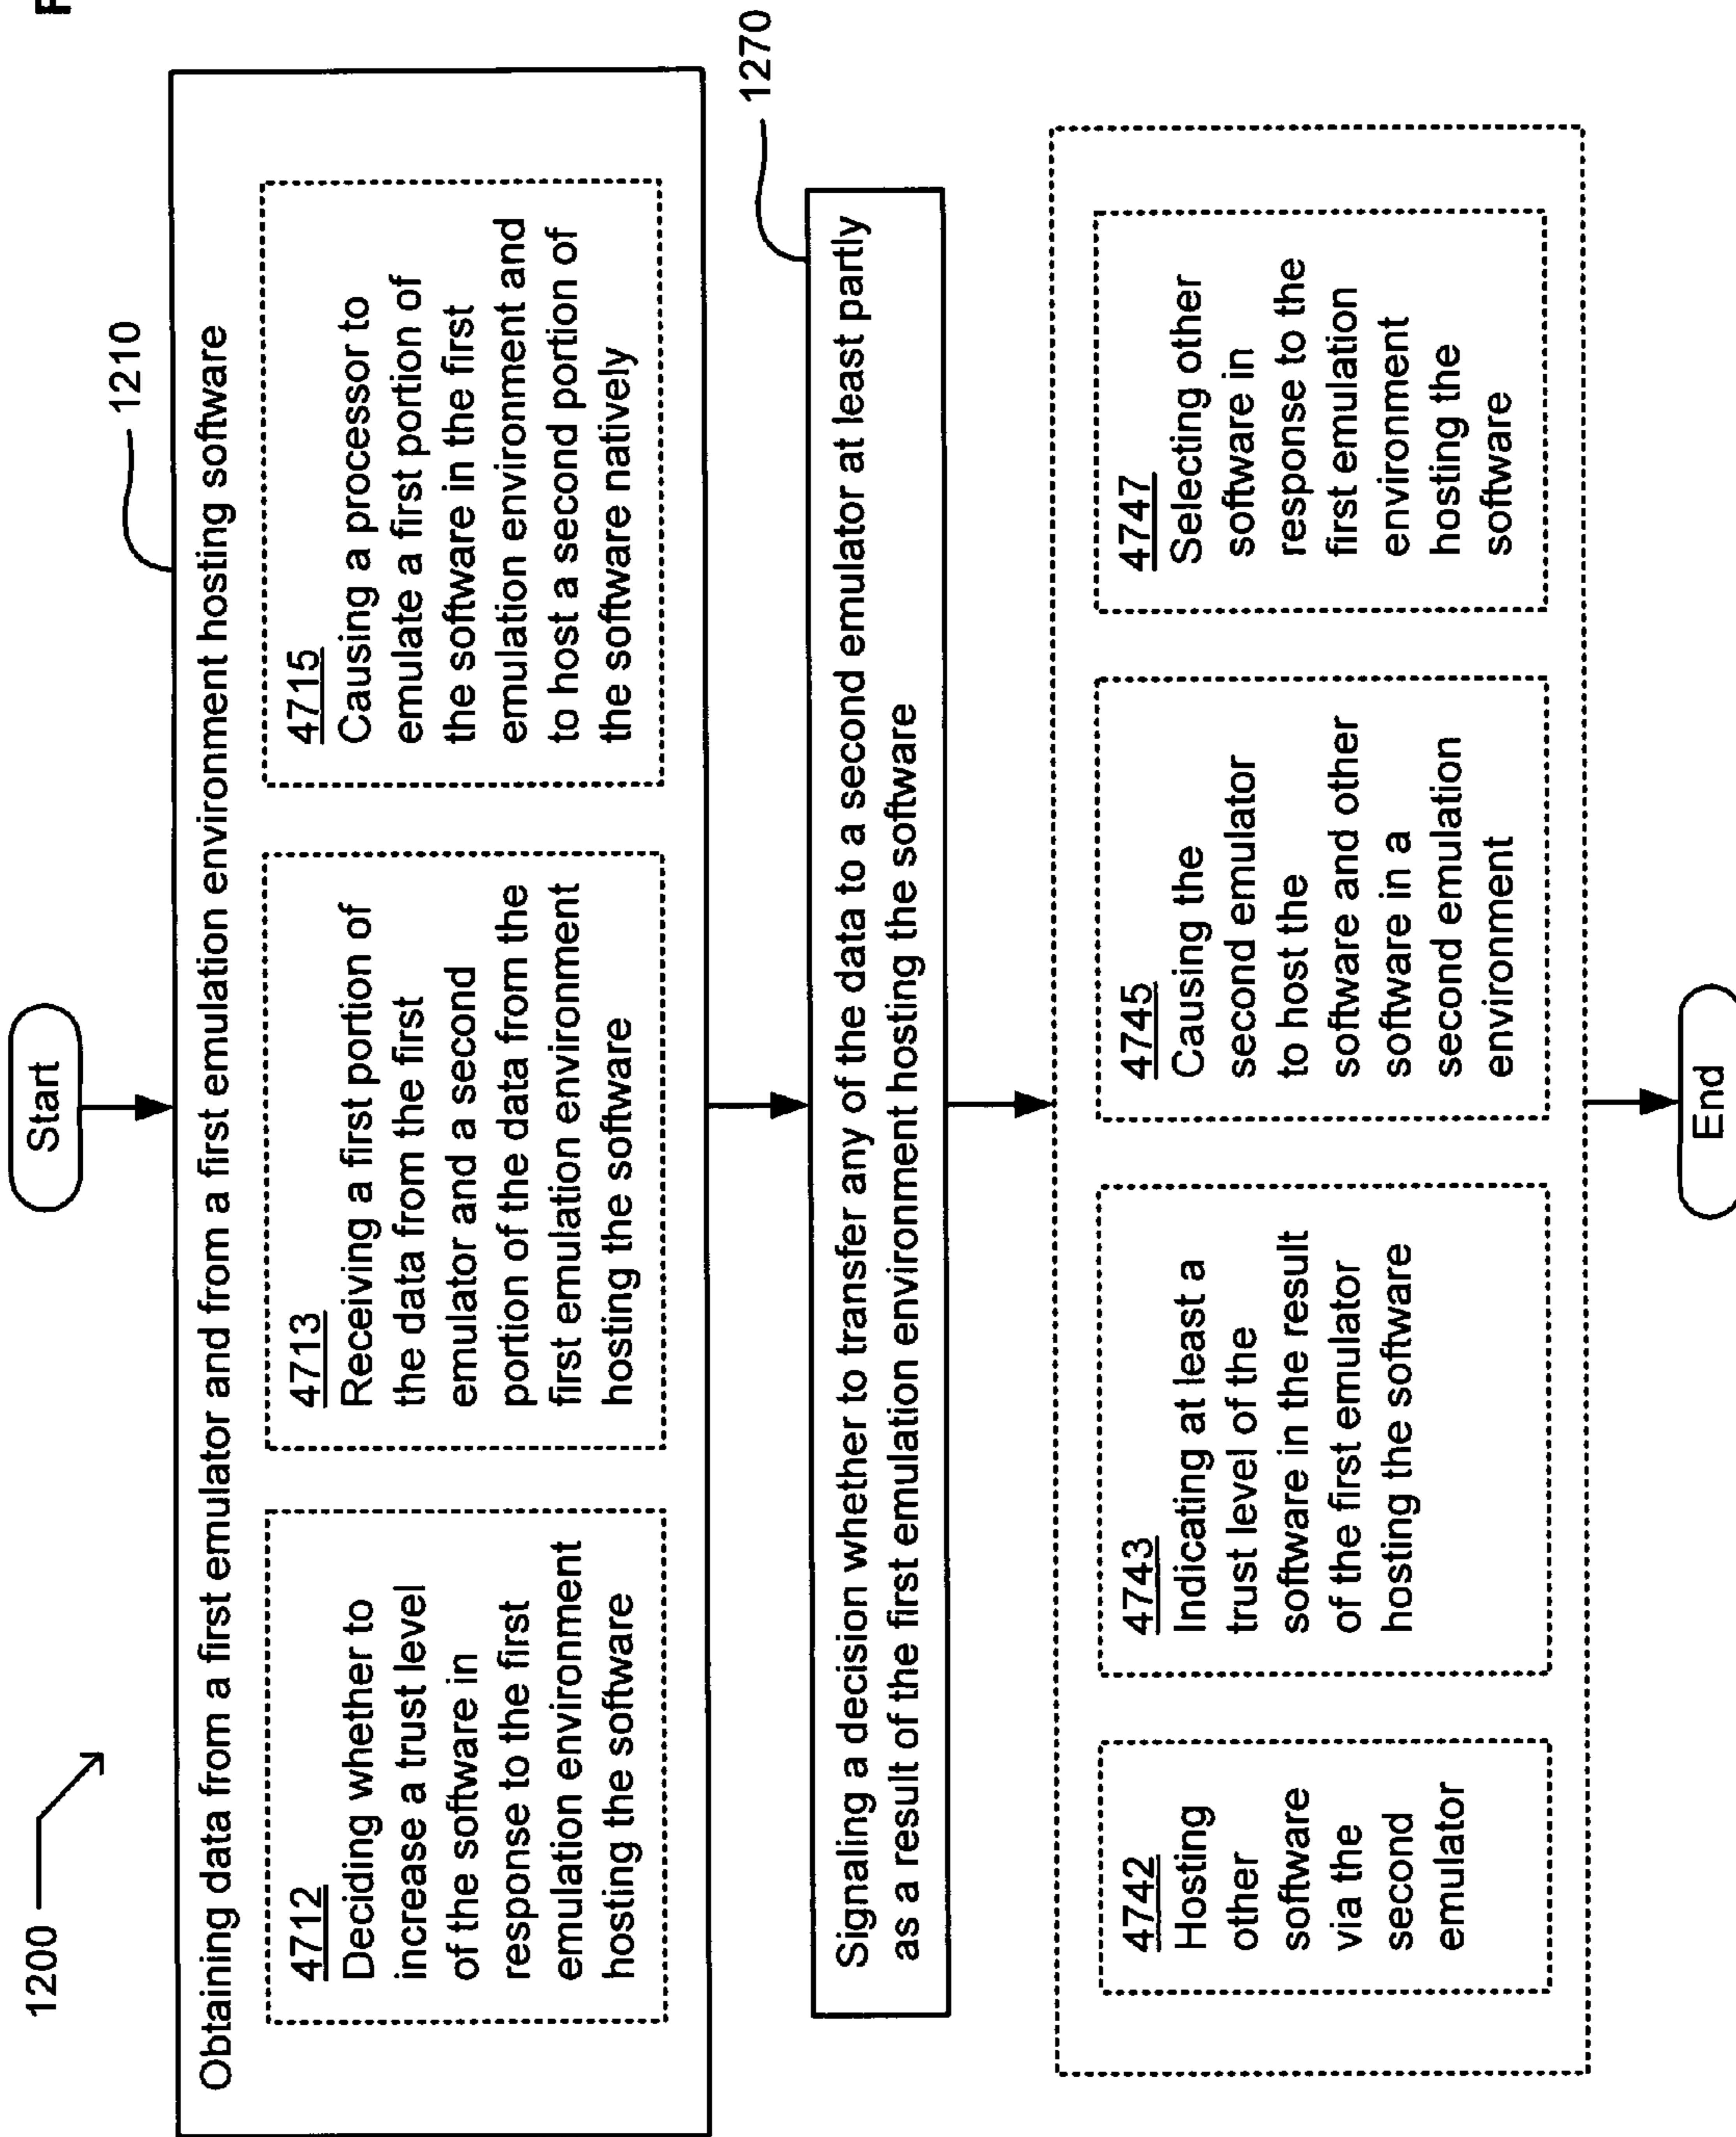 1200
Start
1210
Obtaining data from a first emulator and from a first emulation environment hosting software
4712
Deciding whether to
increase a trust level
of the software in
response to the first
emulation environment
hosting the software
4713
Receiving a first portion of
the data from the first
emulator and a second
portion of the data from the
first emulation environment
hosting the software
4715
Causing a processor to
emulate a first portion of
the software in the first
emulation environment and
to host a second portion of
the software natively
1270
Signaling a decision whether to transfer any of the data to a second emulator at least partly
as a result of the first emulation environment hosting the software
4742
Hosting
other
software
via the
second
emulator
4743
Indicating at least a
trust level of the
software in the result
of the first emulator
hosting the software
4745
Causing the
second emulator
to host the
software and other
software in a
second emulation
environment
4747
Selecting other
software in
response to the
first emulation
environment
hosting the
software
End